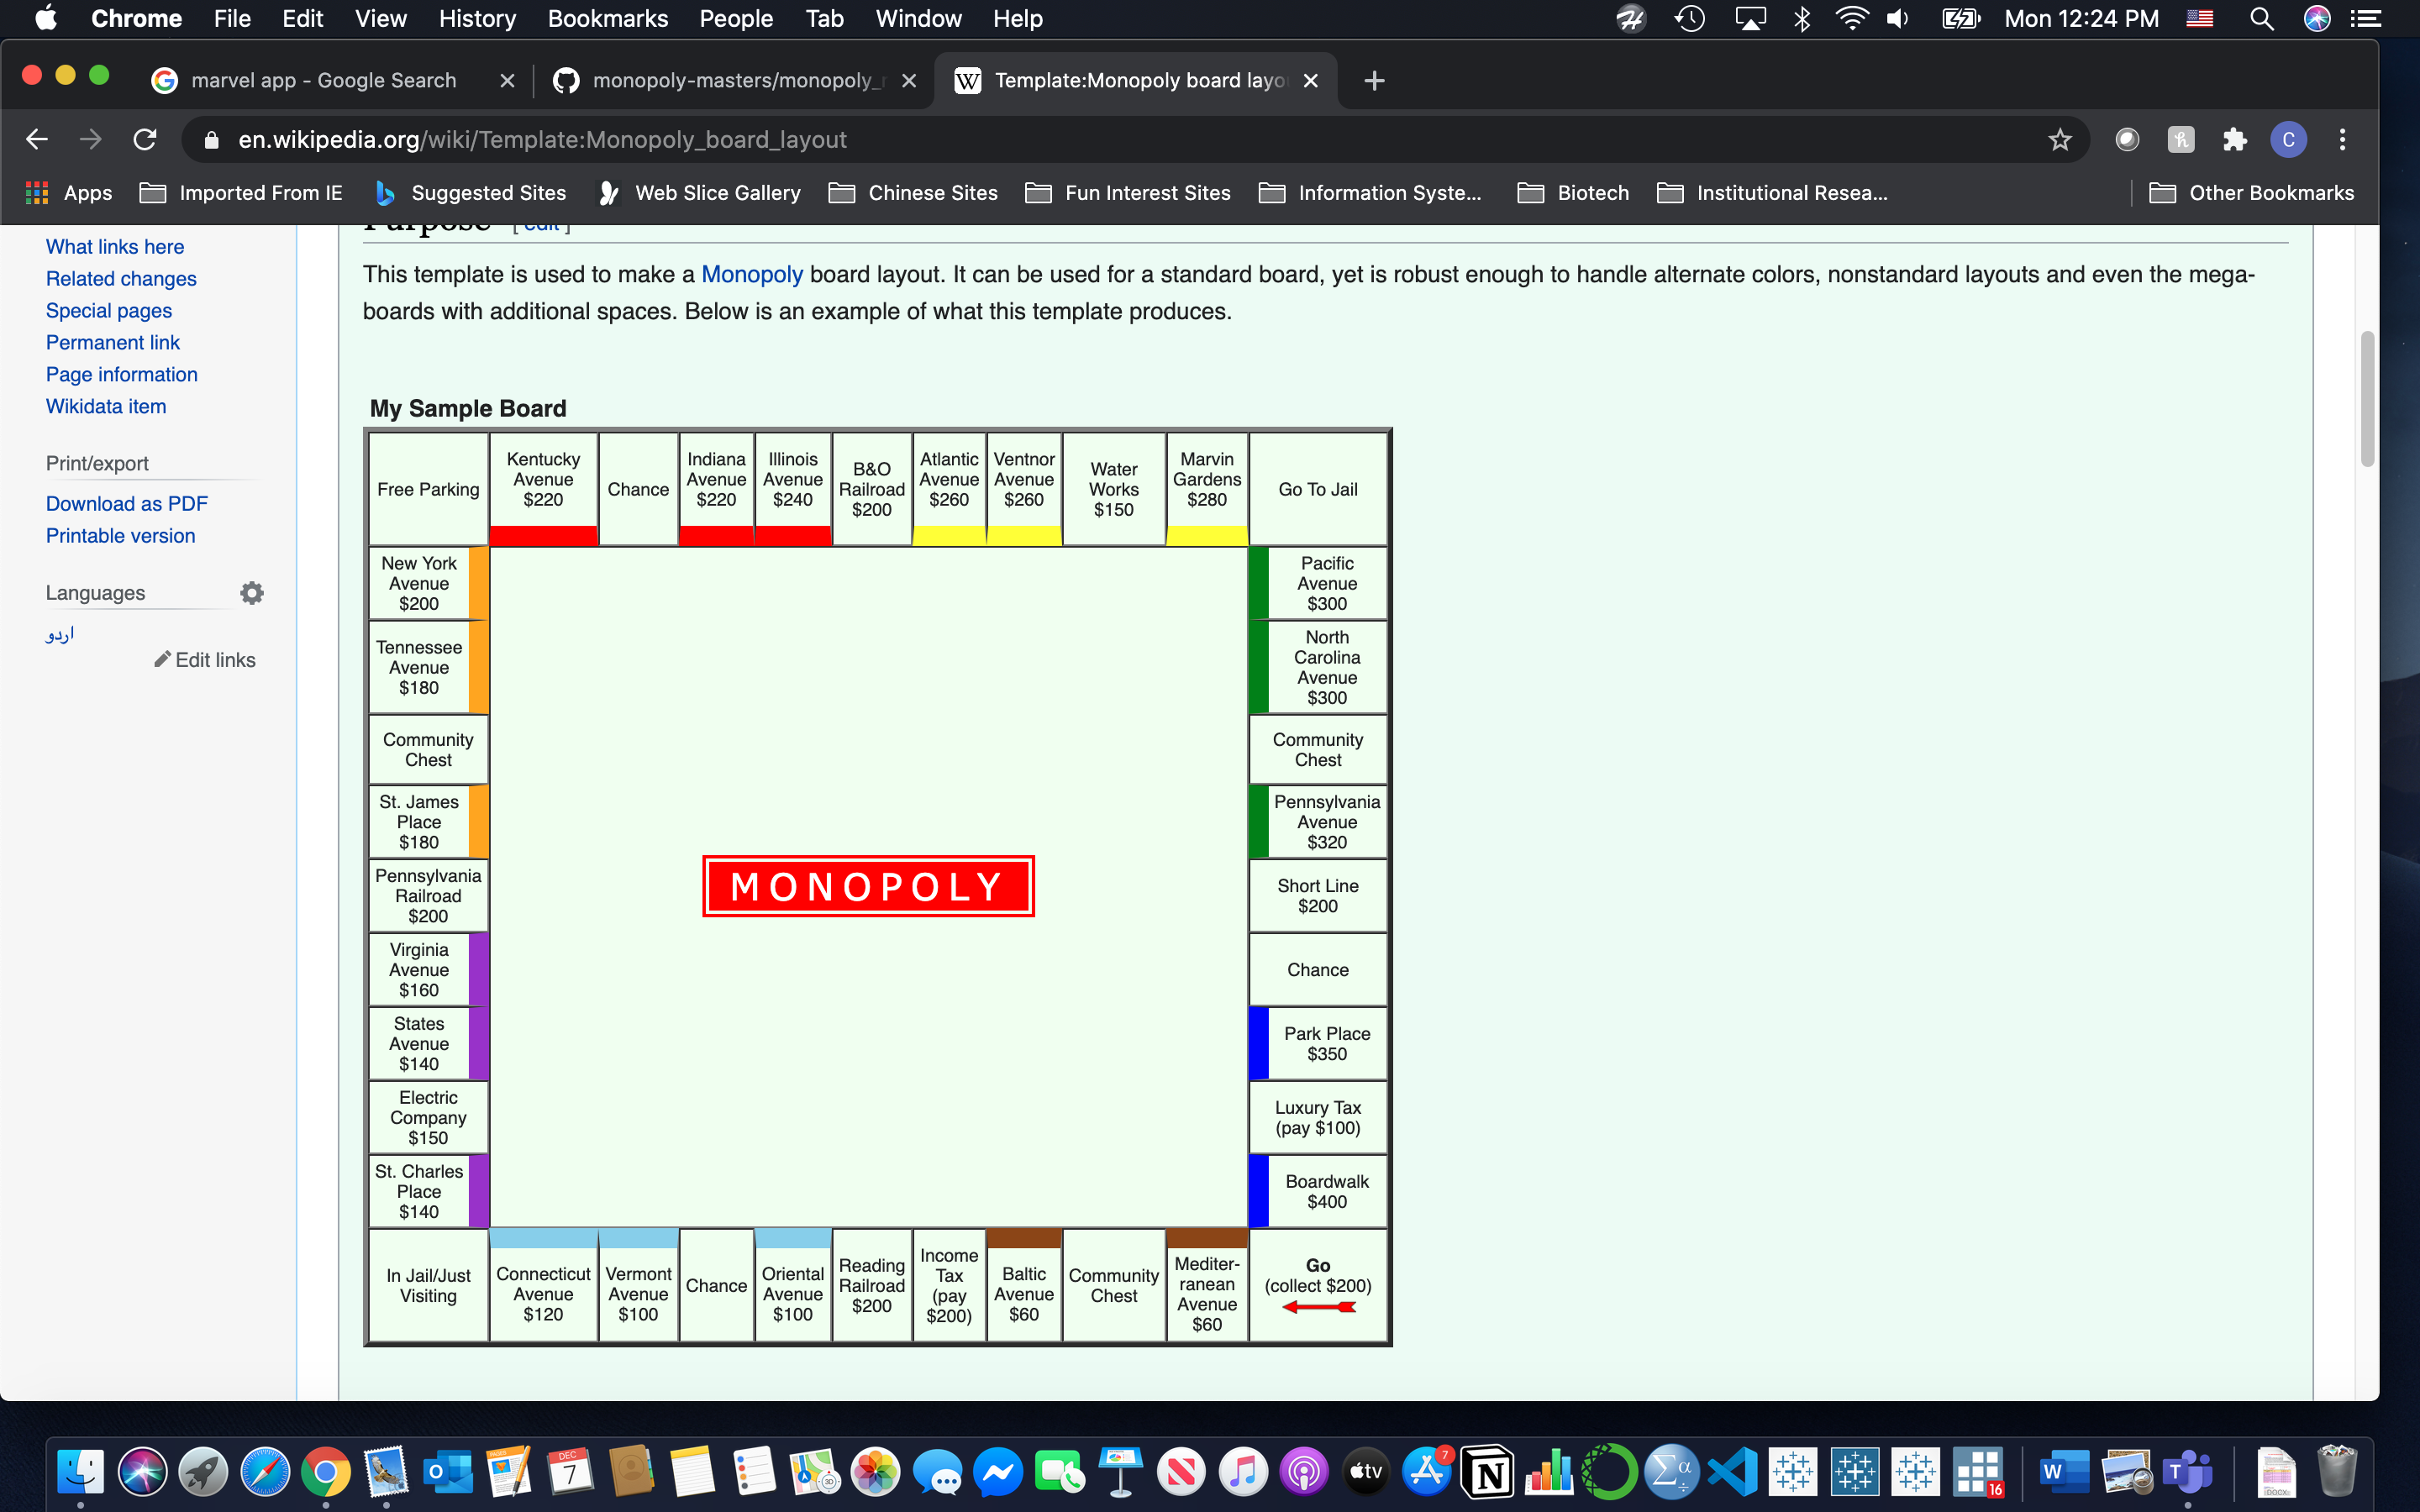 Chrome File Edit View History Bookmarks People Tab Window Help Mon 12:24 PM
marvel app - Google Search
monopoly-masters/monopoly_
Template:Monopoly board layo
en.wikipedia.org/wiki/Template:Monopoly_board_layout
C
Apps Imported From IE Suggested Sites Web Slice Gallery Chinese Sites Fun Interest Sites Information Syste... Biotech Institutional Resea... Other Bookmarks
What links here
Related changes
Special pages
Permanent link
Page information
Wikidata item
Print/export
Download as PDF
Printable version
Languages
اردو
Edit links
Purpose [ edit ]
This template is used to make a Monopoly board layout. It can be used for a standard board, yet is robust enough to handle alternate colors, nonstandard layouts and even the mega-
boards with additional spaces. Below is an example of what this template produces.
My Sample Board
Free Parking
Kentucky
Avenue
$220
Chance
Indiana
Avenue
$220
Illinois
Avenue
$240
B&O
Railroad
$200
Atlantic
Avenue
$260
Ventnor
Avenue
$260
Water
Works
$150
Marvin
Gardens
$280
Go To Jail
New York
Avenue
$200
Pacific
Avenue
$300
Tennessee
Avenue
$180
North
Carolina
Avenue
$300
Community
Chest
Community
Chest
St. James
Place
$180
Pennsylvania
Avenue
$320
Pennsylvania
Railroad
$200
MONOPOLY
Short Line
$200
Virginia
Avenue
$160
Chance
States
Avenue
$140
Park Place
$350
Electric
Company
$150
Luxury Tax
(pay $100)
St. Charles
Place
$140
Boardwalk
$400
In Jail/Just
Visiting
Connecticut
Avenue
$120
Vermont
Avenue
$100
Chance
Oriental
Avenue
$100
Reading
Railroad
$200
Income
Tax
(pay
$200)
Baltic
Avenue
$60
Community
Chest
Mediter-
ranean
Avenue
$60
Go
(collect $200)
DEC
7
3D
tv
7
16
DOCX